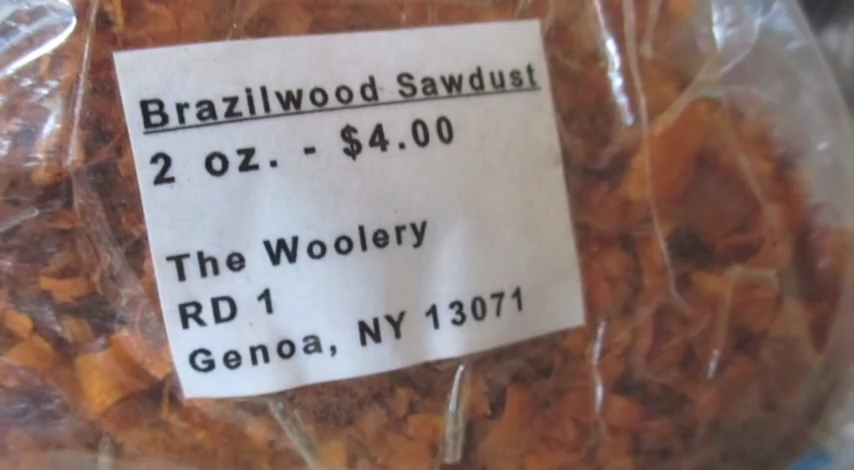 Brazilwood Sawdust
2 oz. - $4.00
The Woolery
RD 1
Genoa, NY 13071